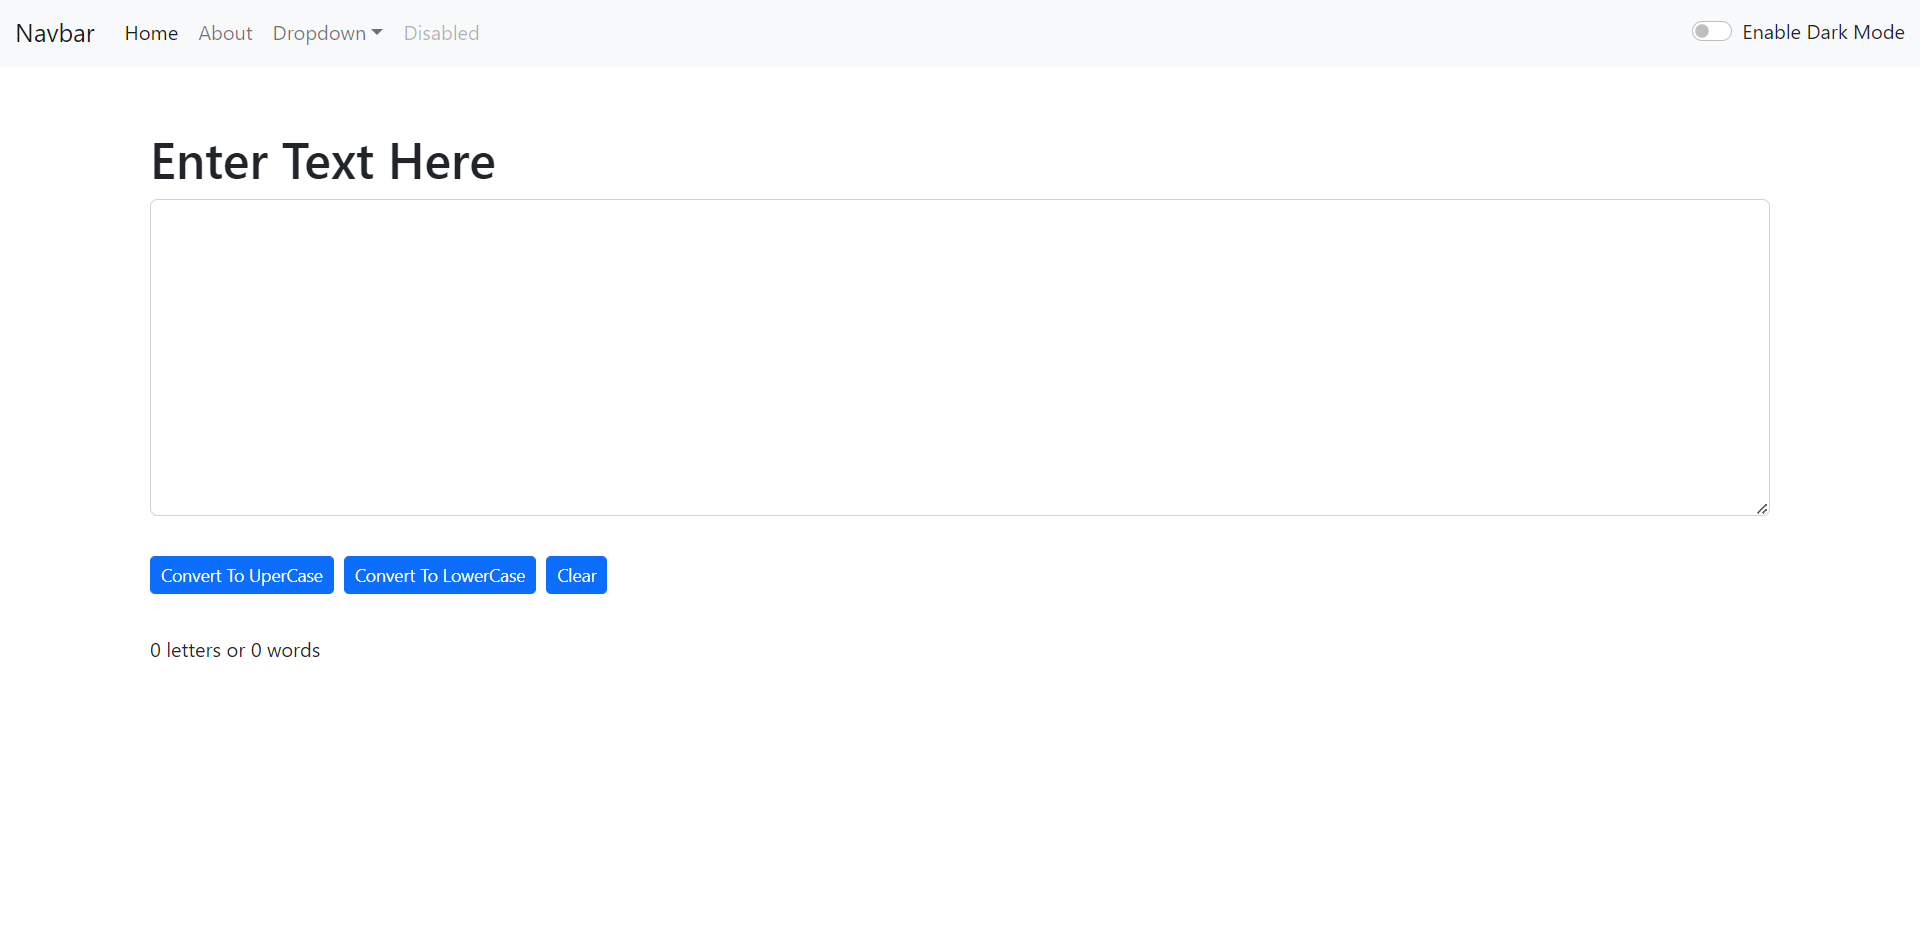 Navbar Home About Dropdown Disabled Enable Dark Mode
Enter Text Here
Convert To UperCase Convert To LowerCase Clear
0 letters or 0 words